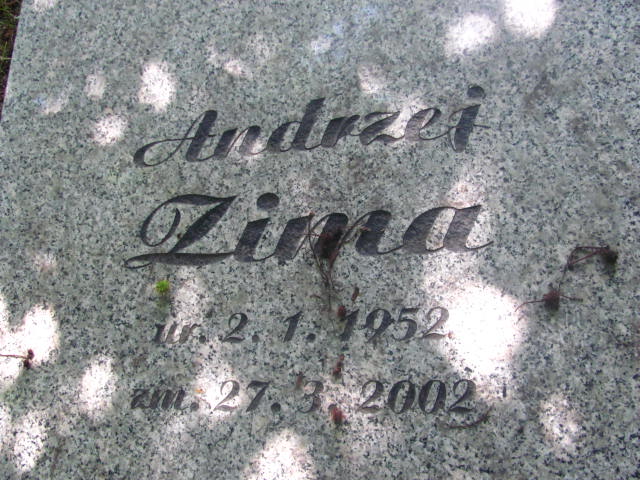 Andrzej
Zima
ur. 2. 1. 1952
zm. 27. 3. 2002